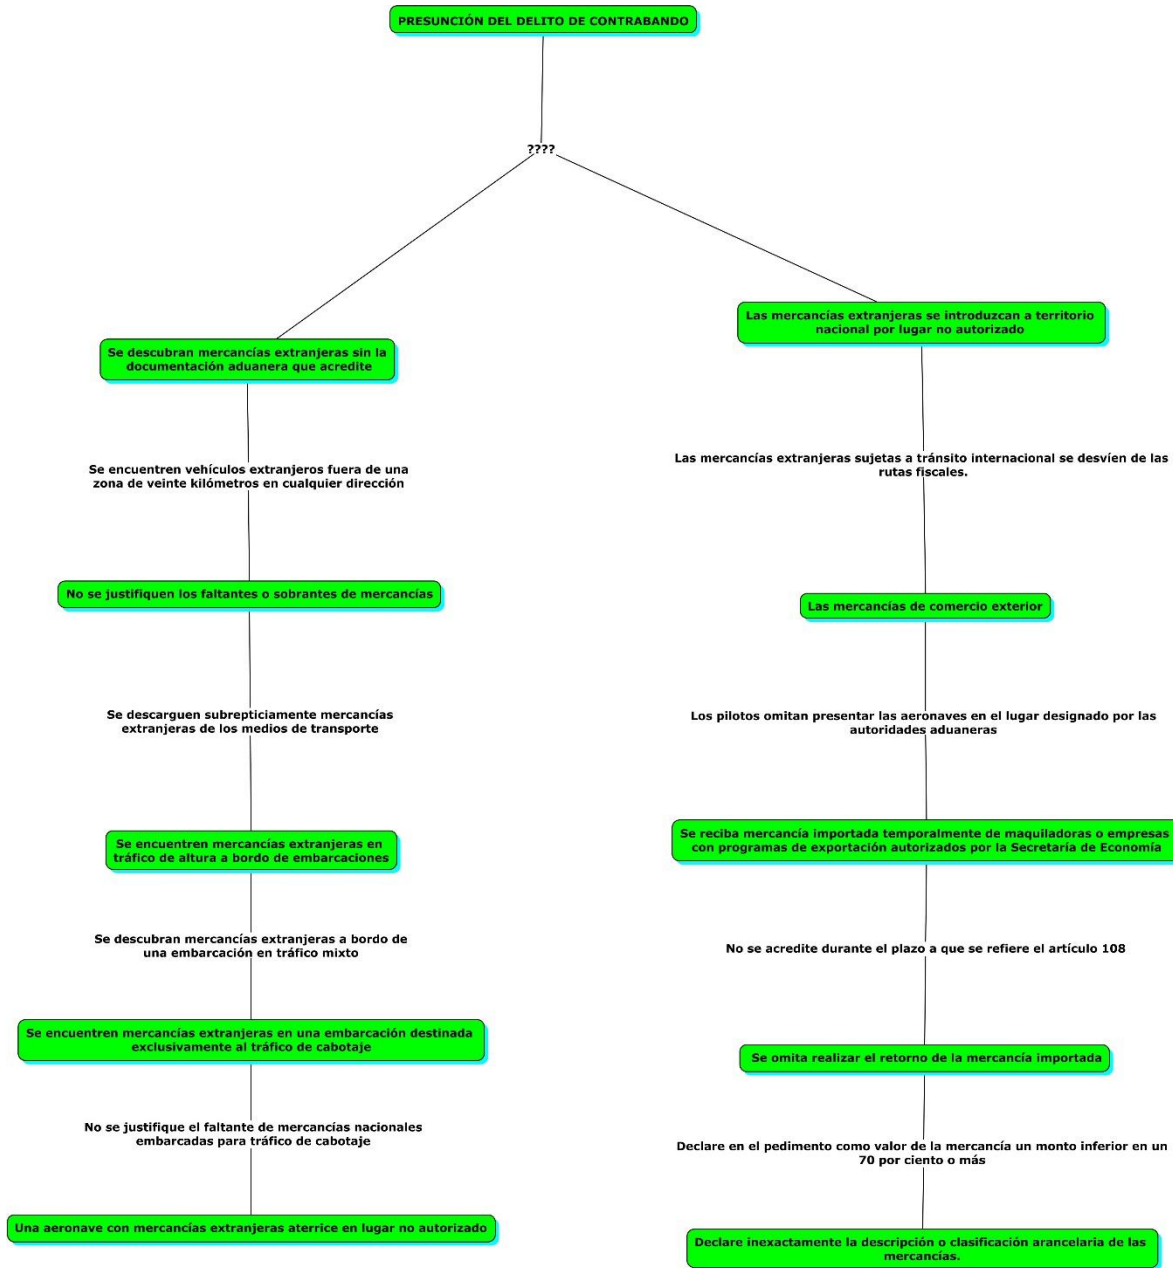 PRESUNCIÓN DEL DELITO DE CONTRABANDO
????
Se descubran mercancías extranjeras sin la
documentación aduanera que acredite
Se encuentren vehículos extranjeros fuera de una
zona de veinte kilómetros en cualquier dirección
No se justifiquen los faltantes o sobrantes de mercancías
Se descarguen subrepticiamente mercancías
extranjeras de los medios de transporte
Se encuentren mercancías extranjeras en
tráfico de altura a bordo de embarcaciones
Se descubran mercancías extranjeras a bordo de
una embarcación en tráfico mixto
Se encuentren mercancías extranjeras en una embarcación destinada
exclusivamente al tráfico de cabotaje
No se justifique el faltante de mercancías nacionales
embarcadas para tráfico de cabotaje
Una aeronave con mercancías extranjeras aterrice en lugar no autorizado
Las mercancías extranjeras se introduzcan a territorio
nacional por lugar no autorizado
Las mercancías extranjeras sujetas a tránsito internacional se desvíen de las
rutas fiscales.
Las mercancías de comercio exterior
Los pilotos omitan presentar las aeronaves en el lugar designado por las
autoridades aduaneras
Se reciba mercancía importada temporalmente de maquiladoras o empresas
con programas de exportación autorizados por la Secretaría de Economía
No se acredite durante el plazo a que se refiere el artículo 108
Se omita realizar el retorno de la mercancía importada
Declare en el pedimento como valor de la mercancía un monto inferior en un
70 por ciento o más
Declare inexactamente la descripción o clasificación arancelaria de las
mercancías.